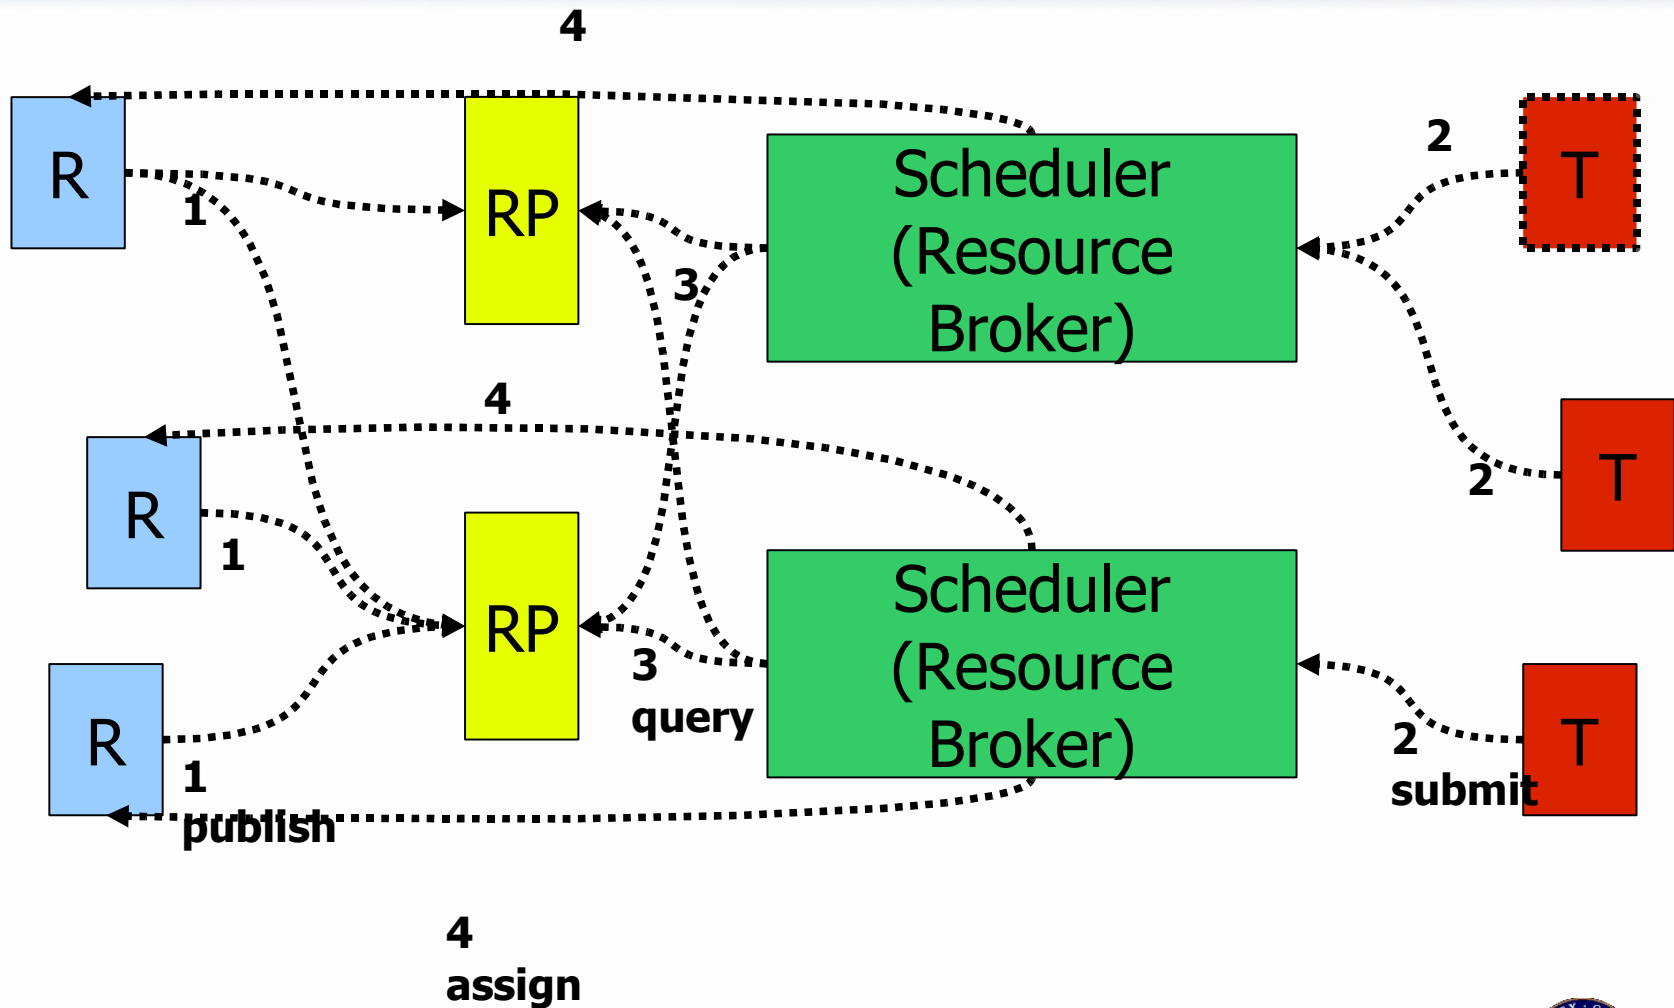 4
R
1
RP
Scheduler
(Resource
Broker)
2
T
3
4
2
T
R
1
RP
3
query
Scheduler
(Resource
Broker)
R
1
publish
2
submit
T
4
assign